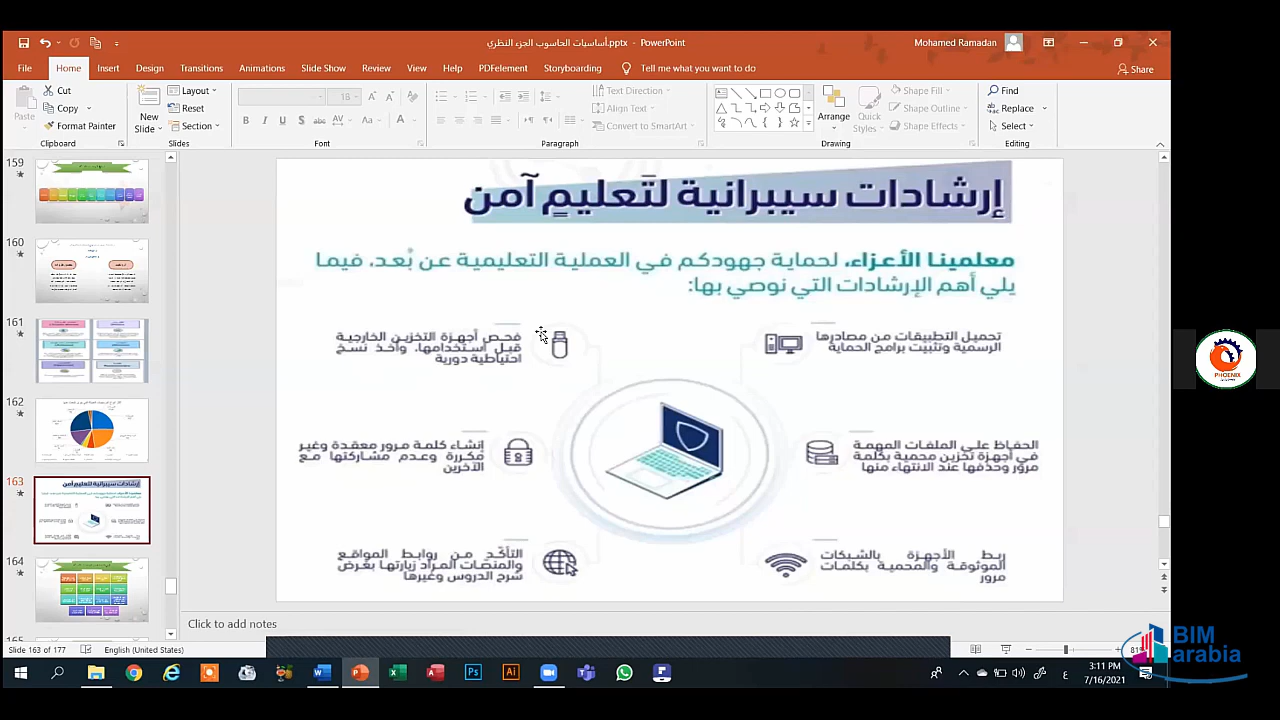 أساسيات الحاسوب الجزء النظري.pptx - PowerPoint
Mohamed Ramadan
File Home Insert Design Transitions Animations Slide Show Review View Help PDFelement Storyboarding Tell me what you want to do
Share
Paste
Cut
Copy
Format Painter
Clipboard
New Slide
Layout
Reset
Section
Slides
18
Font
Text Direction
Align Text
Convert to SmartArt
Paragraph
Arrange
Quick Styles
Shape Fill
Shape Outline
Shape Effects
Drawing
Find
Replace
Select
Editing
159
160
161
162
163
164
إرشادات سيبرانية لتَعليمٍ آمن
معلمينا الأعزاء، لحماية جهودكم في العملية التعليمية عن بُعد، فيما
يلي أهم الإرشادات التي نوصي بها:
تحميل التطبيقات من مصادرها
الرسمية وتثبيت برامج الحماية
فحص أجهزة التخزين الخارجية
قبل استخدامها، وأخذ نسخ
احتياطية دورية
الحفاظ على الملفات المهمة
في أجهزة تخزين محمية بكلمة
مرور وحذفها عند الانتهاء منها
إنشاء كلمة مرور معقدة وغير
مكررة وعدم مشاركتها مع
الآخرين
ربط الأجهزة بالشبكات
الموثوقة والمحمية بكلمات
مرور
التأكد من روابط المواقع
والمنصات المراد زيارتها بغرض
شرح الدروس وغيرها
Click to add notes
Slide 163 of 177
English (United States)
3:11 PM
7/16/2021
PHOENIX
BIM
arabia